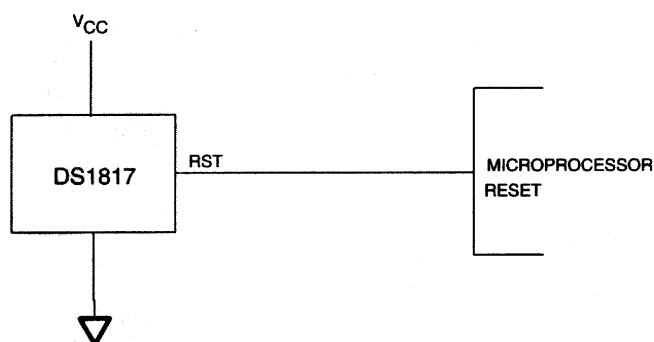 VCC
DS1817
RST
MICROPROCESSOR
RESET